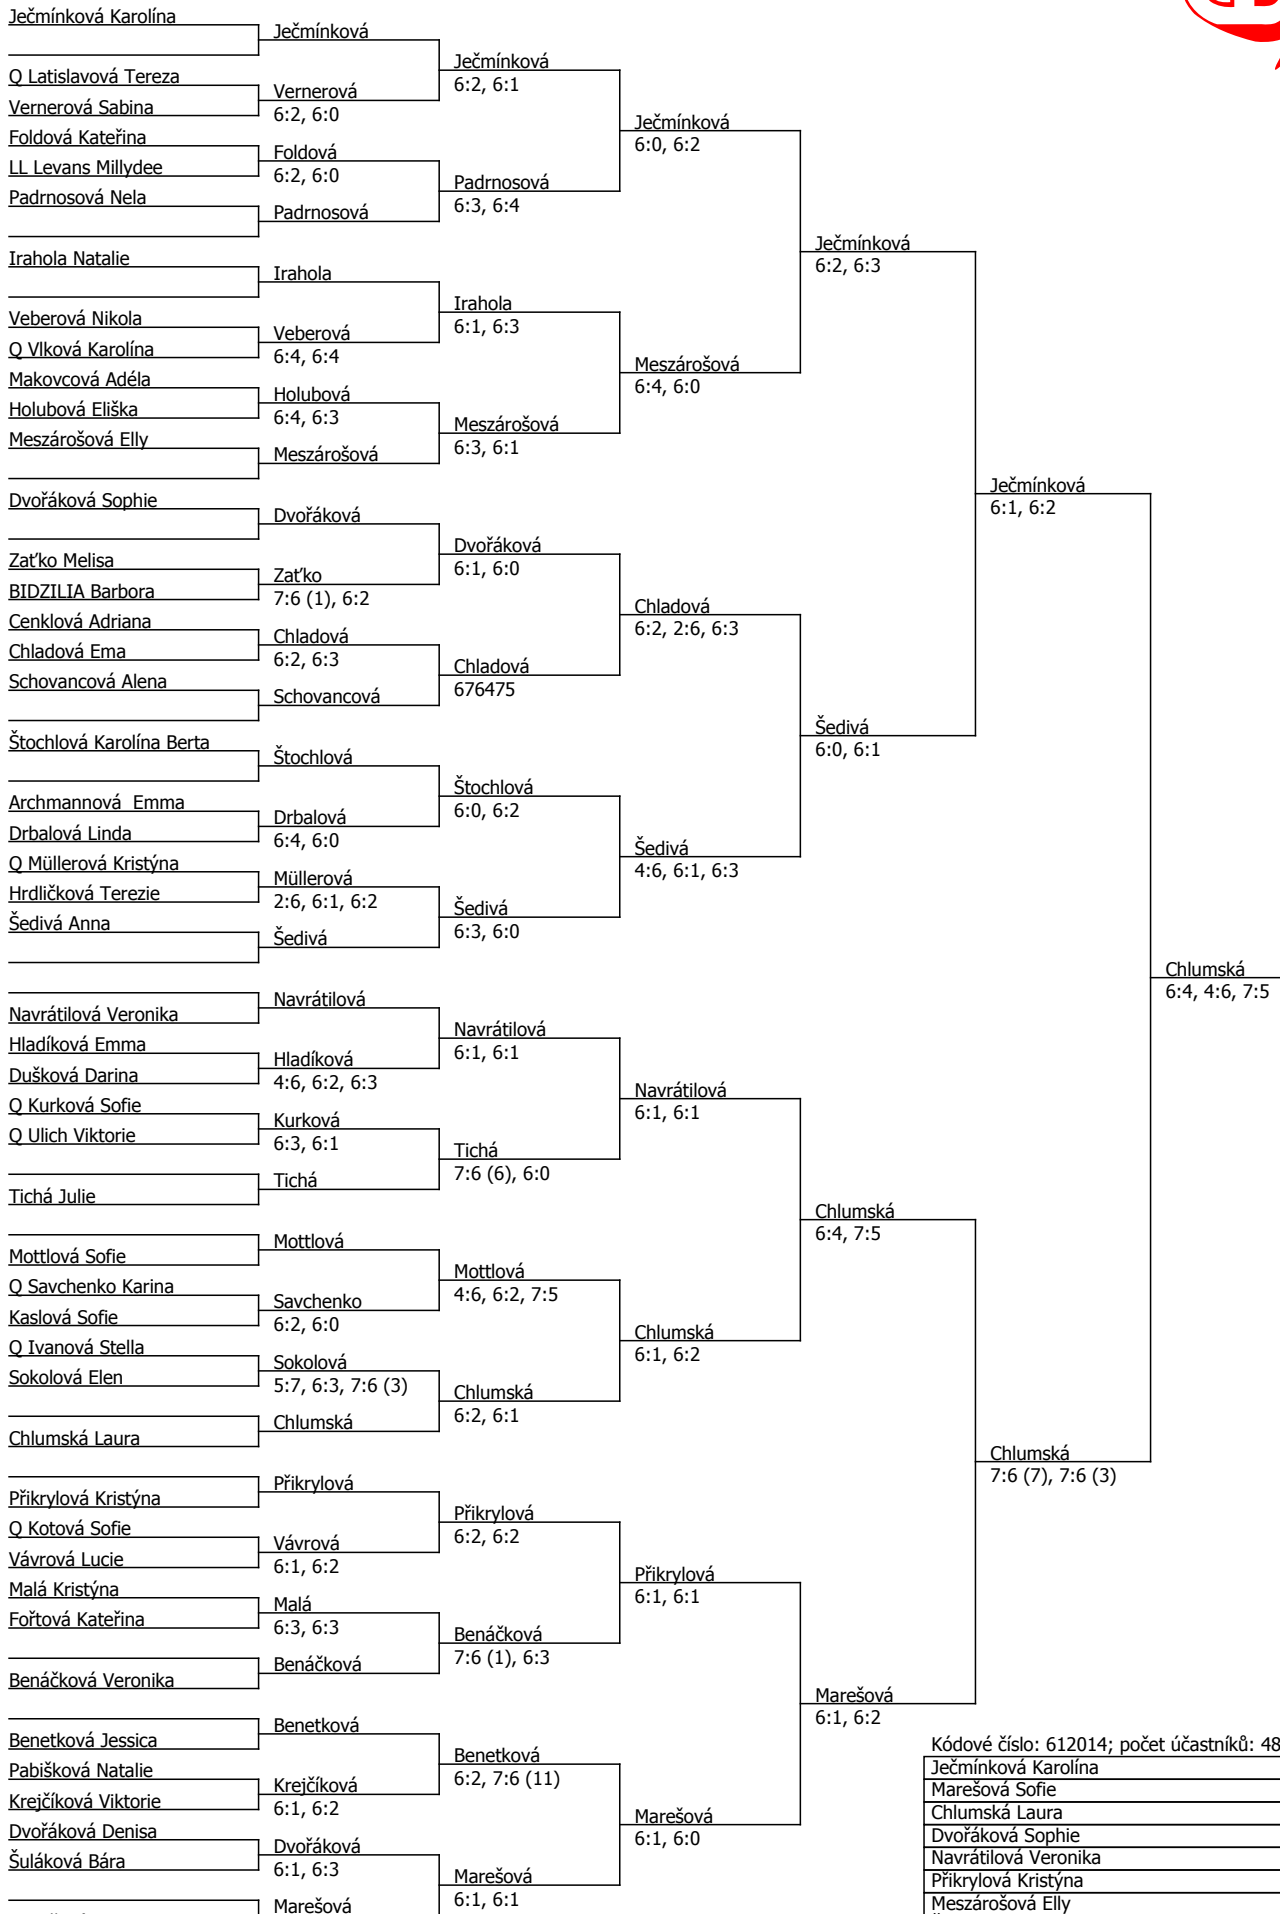 Ječmínková Karolína
Q Latislavová Tereza
Vernerová Sabina
Foldová Kateřina
LL Levans Millydee
Padrnosová Nela
Irahola Natalie
Veberová Nikola
Q Vlková Karolína
Makovcová Adéla
Holubová Eliška
Meszárošová Elly
Dvořáková Sophie
Zaťko Melisa
BIDZILIA Barbora
Cenklová Adriana
Chladová Ema
Schovancová Alena
Štochlová Karolína Berta
Archmannová  Emma
Drbalová Linda
Q Müllerová Kristýna
Hrdličková Terezie
Šedivá Anna
Navrátilová Veronika
Hladíková Emma
Dušková Darina
Q Kurková Sofie
Q Ulich Viktorie
Tichá Julie
Mottlová Sofie
Q Savchenko Karina
Kaslová Sofie
Q Ivanová Stella
Sokolová Elen
Chlumská Laura
Přikrylová Kristýna
Q Kotová Sofie
Vávrová Lucie
Malá Kristýna
Fořtová Kateřina
Benáčková Veronika
Benetková Jessica
Pabišková Natalie
Krejčíková Viktorie
Dvořáková Denisa
Šuláková Bára
Ječmínková
Vernerová
6:2, 6:0
Foldová
6:2, 6:0
Padrnosová
Irahola
Veberová
6:4, 6:4
Holubová
6:4, 6:3
Meszárošová
Dvořáková
Zaťko
7:6 (1), 6:2
Chladová
6:2, 6:3
Schovancová
Štochlová
Drbalová
6:4, 6:0
Müllerová
2:6, 6:1, 6:2
Šedivá
Navrátilová
Hladíková
4:6, 6:2, 6:3
Kurková
6:3, 6:1
Tichá
Mottlová
Savchenko
6:2, 6:0
Sokolová
5:7, 6:3, 7:6 (3)
Chlumská
Přikrylová
Vávrová
6:1, 6:2
Malá
6:3, 6:3
Benáčková
Benetková
Krejčíková
6:1, 6:2
Dvořáková
6:1, 6:3
Marešová
Ječmínková
6:2, 6:1
Padrnosová
6:3, 6:4
Irahola
6:1, 6:3
Meszárošová
6:3, 6:1
Dvořáková
6:1, 6:0
Chladová
676475
Štochlová
6:0, 6:2
Šedivá
6:3, 6:0
Navrátilová
6:1, 6:1
Tichá
7:6 (6), 6:0
Mottlová
4:6, 6:2, 7:5
Chlumská
6:2, 6:1
Přikrylová
6:2, 6:2
Benáčková
7:6 (1), 6:3
Benetková
6:2, 7:6 (11)
Marešová
6:1, 6:1
Ječmínková
6:0, 6:2
Meszárošová
6:4, 6:0
Chladová
6:2, 2:6, 6:3
Šedivá
4:6, 6:1, 6:3
Navrátilová
6:1, 6:1
Chlumská
6:1, 6:2
Přikrylová
6:1, 6:1
Marešová
6:1, 6:0
Ječmínková
6:2, 6:3
Šedivá
6:0, 6:1
Chlumská
6:4, 7:5
Marešová
6:1, 6:2
Ječmínková
6:1, 6:2
Chlumská
7:6 (7), 7:6 (3)
Chlumská
6:4, 4:6, 7:5
Kódové číslo: 612014; počet účastníků: 48
Ječmínková Karolína
Marešová Sofie
Chlumská Laura
Dvořáková Sophie
Navrátilová Veronika
Přikrylová Kristýna
Meszárošová Elly